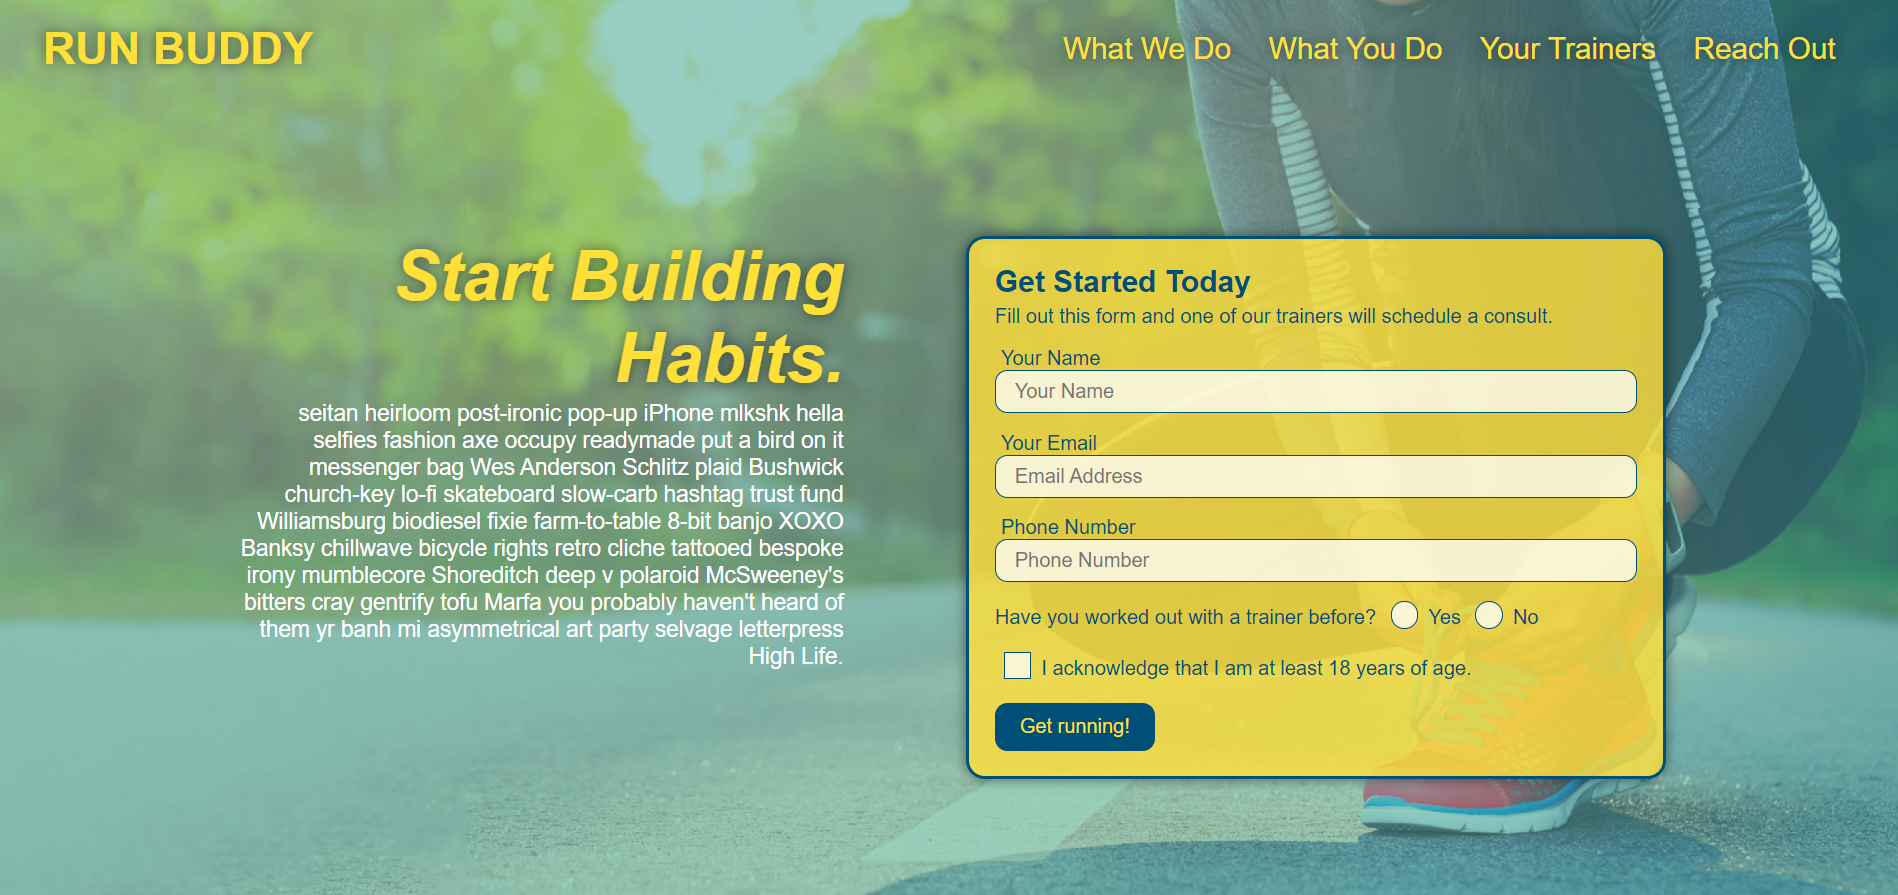 RUN BUDDY
What We Do What You Do Your Trainers Reach Out
Start Building
Habits.
seitan heirloom post-ironic pop-up iPhone mlkshk hella
selfies fashion axe occupy readymade put a bird on it
messenger bag Wes Anderson Schlitz plaid Bushwick
church-key lo-fi skateboard slow-carb hashtag trust fund
Williamsburg biodiesel fixie farm-to-table 8-bit banjo XOXO
Banksy chillwave bicycle rights retro cliche tattooed bespoke
irony mumblecore Shoreditch deep v polaroid McSweeney's
bitters cray gentrify tofu Marfa you probably haven't heard of
them yr banh mi asymmetrical art party selvage letterpress
High Life.
Get Started Today
Fill out this form and one of our trainers will schedule a consult.
Your Name
Your Name
Your Email
Email Address
Phone Number
Phone Number
Have you worked out with a trainer before? Yes No
I acknowledge that I am at least 18 years of age.
Get running!